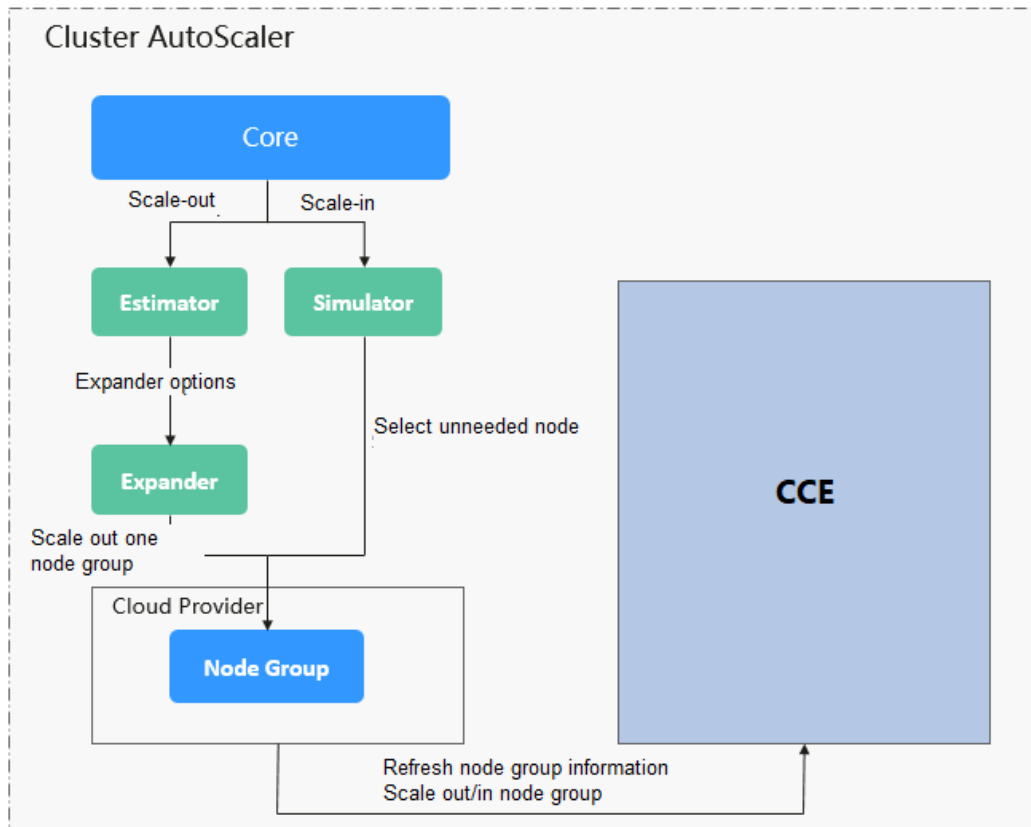 Cluster AutoScaler
Core
Scale-out
Scale-in
Estimator
Simulator
Expander options
Select unneeded node
CCE
Expander
Scale out one
node group
Cloud Provider
Node Group
Refresh node group information
Scale out/in node group